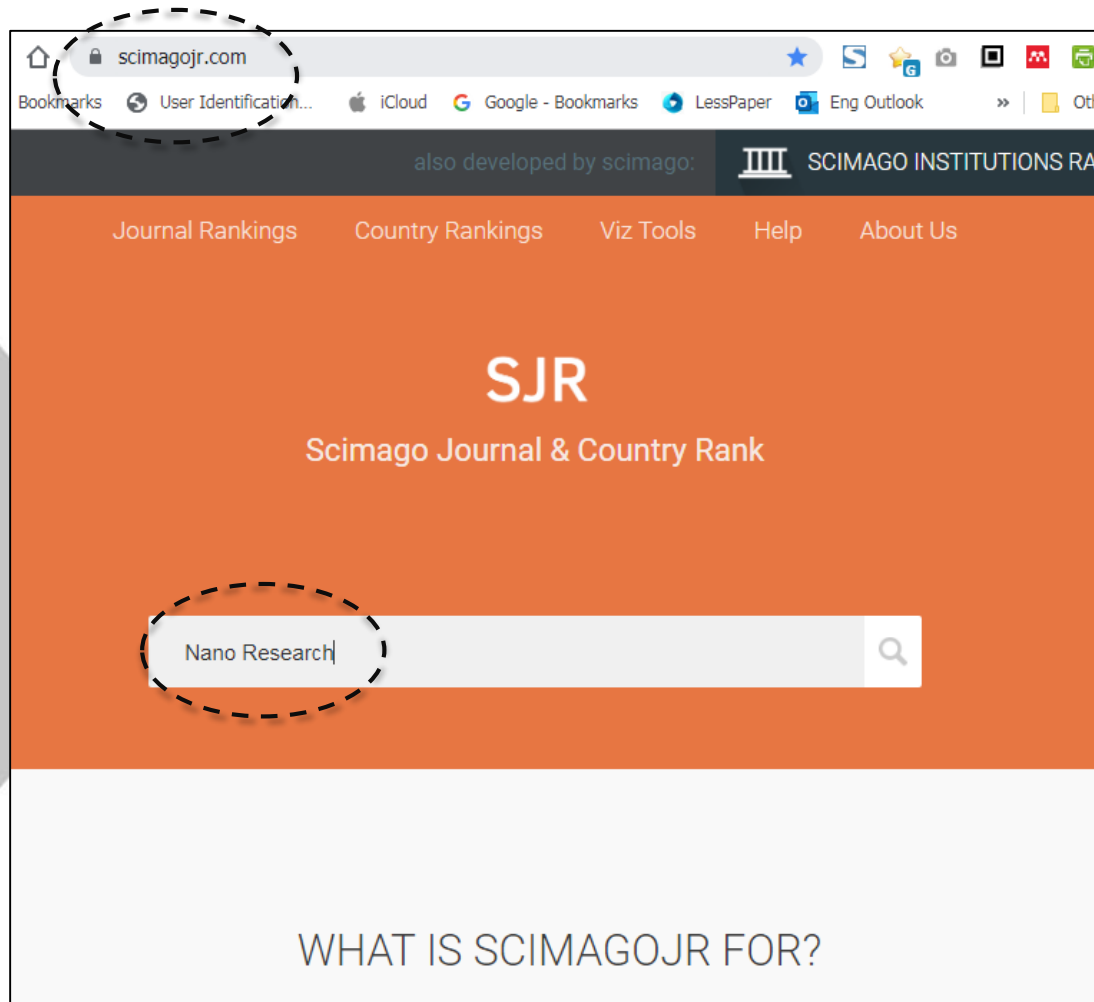 scimagojr.com
Bookmarks User Identification... iCloud Google - Bookmarks LessPaper Eng Outlook » Oth
also developed by scimago: SCIMAGO INSTITUTIONS RA
Journal Rankings Country Rankings Viz Tools Help About Us
SJR
Scimago Journal & Country Rank
Nano Research
WHAT IS SCIMAGOJR FOR?